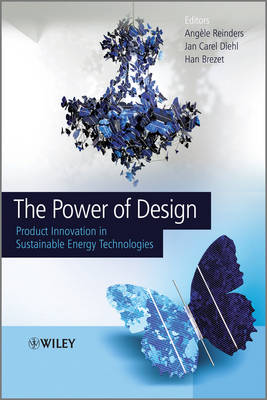 Editors
Angèle Reinders
Jan Carel Diehl
Han Brezet
The Power of Design
Product Innovation in
Sustainable Energy Technologies
WILEY